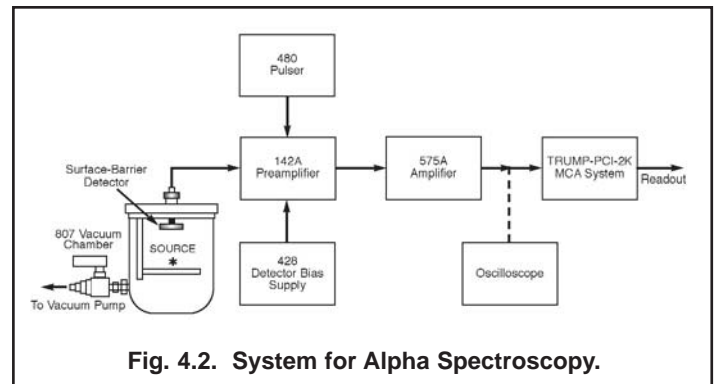 480
Pulser
Surface-Barrier
Detector
142A
Preamplifier
575A
Amplifier
TRUMP-PCI-2K
MCA System
Readout
807 Vacuum
Chamber
SOURCE
*
To Vacuum Pump
428
Detector Bias
Supply
Oscilloscope
Fig. 4.2. System for Alpha Spectroscopy.